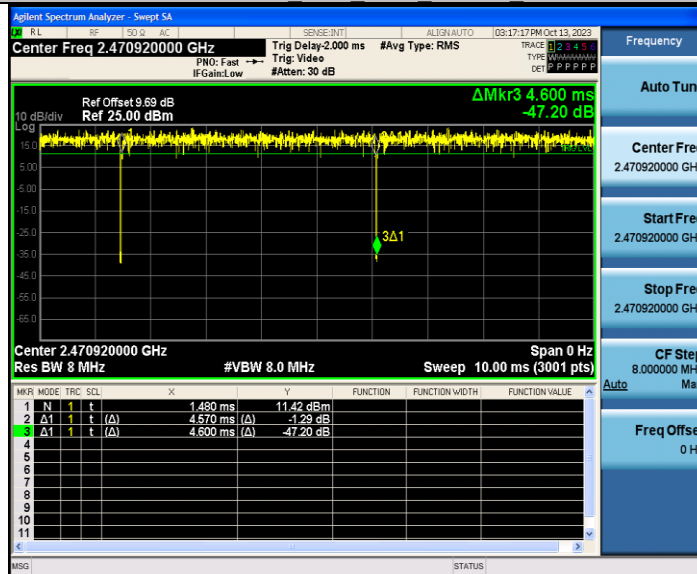 Agilent Spectrum Analyzer - Swept SA
RL RF 50 Ω AC SENSE:INT ALIGN AUTO 03:17:17 PM Oct 13, 2023
Center Freq 2.470920000 GHz
PNO: Fast
IFGain:Low
Trig Delay-2.000 ms
Trig: Video
#Atten: 30 dB
#Avg Type: RMS
TRACE 1 2 3 4 5 6
TYPE W
DET P P P P P P
Frequency
ΔMkr3 4.600 ms
-47.20 dB
Ref Offset 9.69 dB
10 dB/div Ref 25.00 dBm
Log
15.0
5.00
-5.00
-15.0
-25.0
-35.0
-45.0
-55.0
-65.0
3Δ1
Center 2.470920000 GHz Span 0 Hz
Res BW 8 MHz #VBW 8.0 MHz Sweep 10.00 ms (3001 pts)
MKR MODE TRC SCL X Y FUNCTION FUNCTION WIDTH FUNCTION VALUE
1 N 1 t 1.480 ms 11.42 dBm
2 Δ1 1 t (Δ) 4.570 ms (Δ) -1.29 dB
3 Δ1 1 t (Δ) 4.600 ms (Δ) -47.20 dB
4
5
6
7
8
9
10
11
MSG STATUS
Auto Tun
Center Fre
2.470920000 GH
Start Fre
2.470920000 GH
Stop Fre
2.470920000 GH
CF Step
8.000000 MH
Auto Ma
Freq Offse
0 H